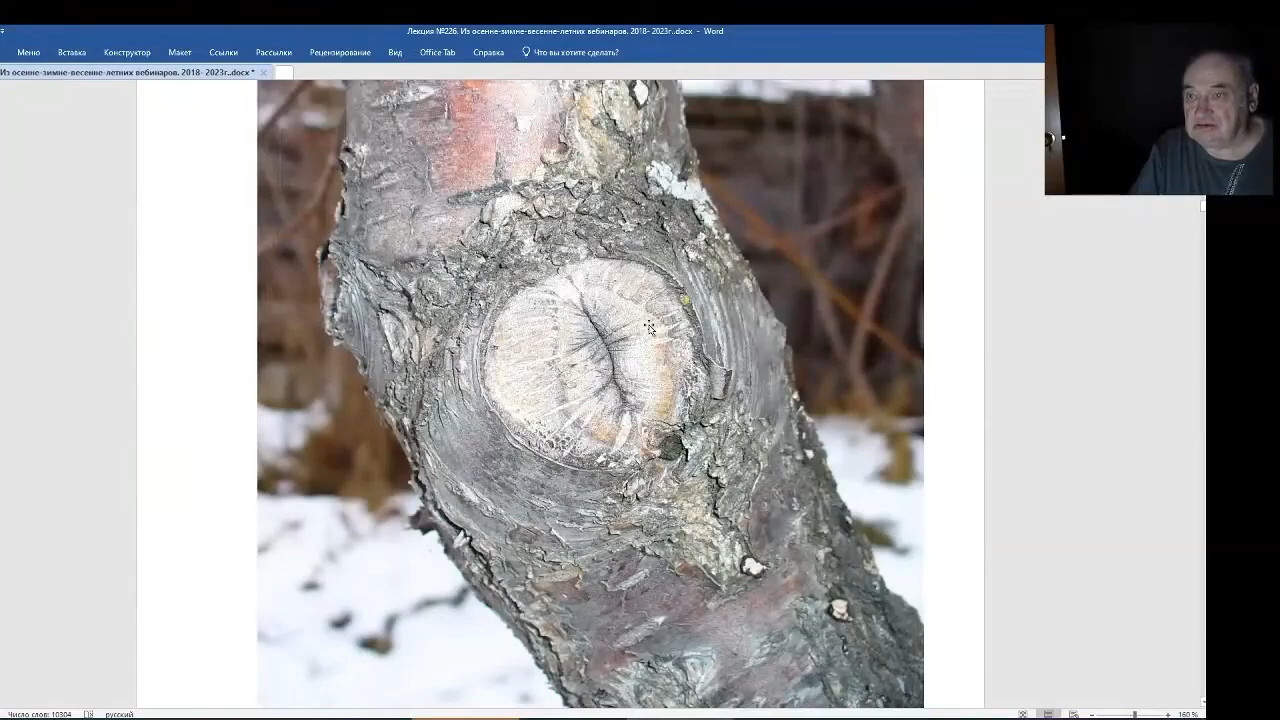 Лекция №226. Из осенне-зимне-весенне-летних вебинаров. 2018- 2023г..docx - Word
Меню Вставка Конструктор Макет Ссылки Рассылки Рецензирование Вид Office Tab Справка Что вы хотите сделать?
Из осенне-зимне-весенне-летних вебинаров. 2018- 2023г..docx *
Число слов: 10304 русский 160 %